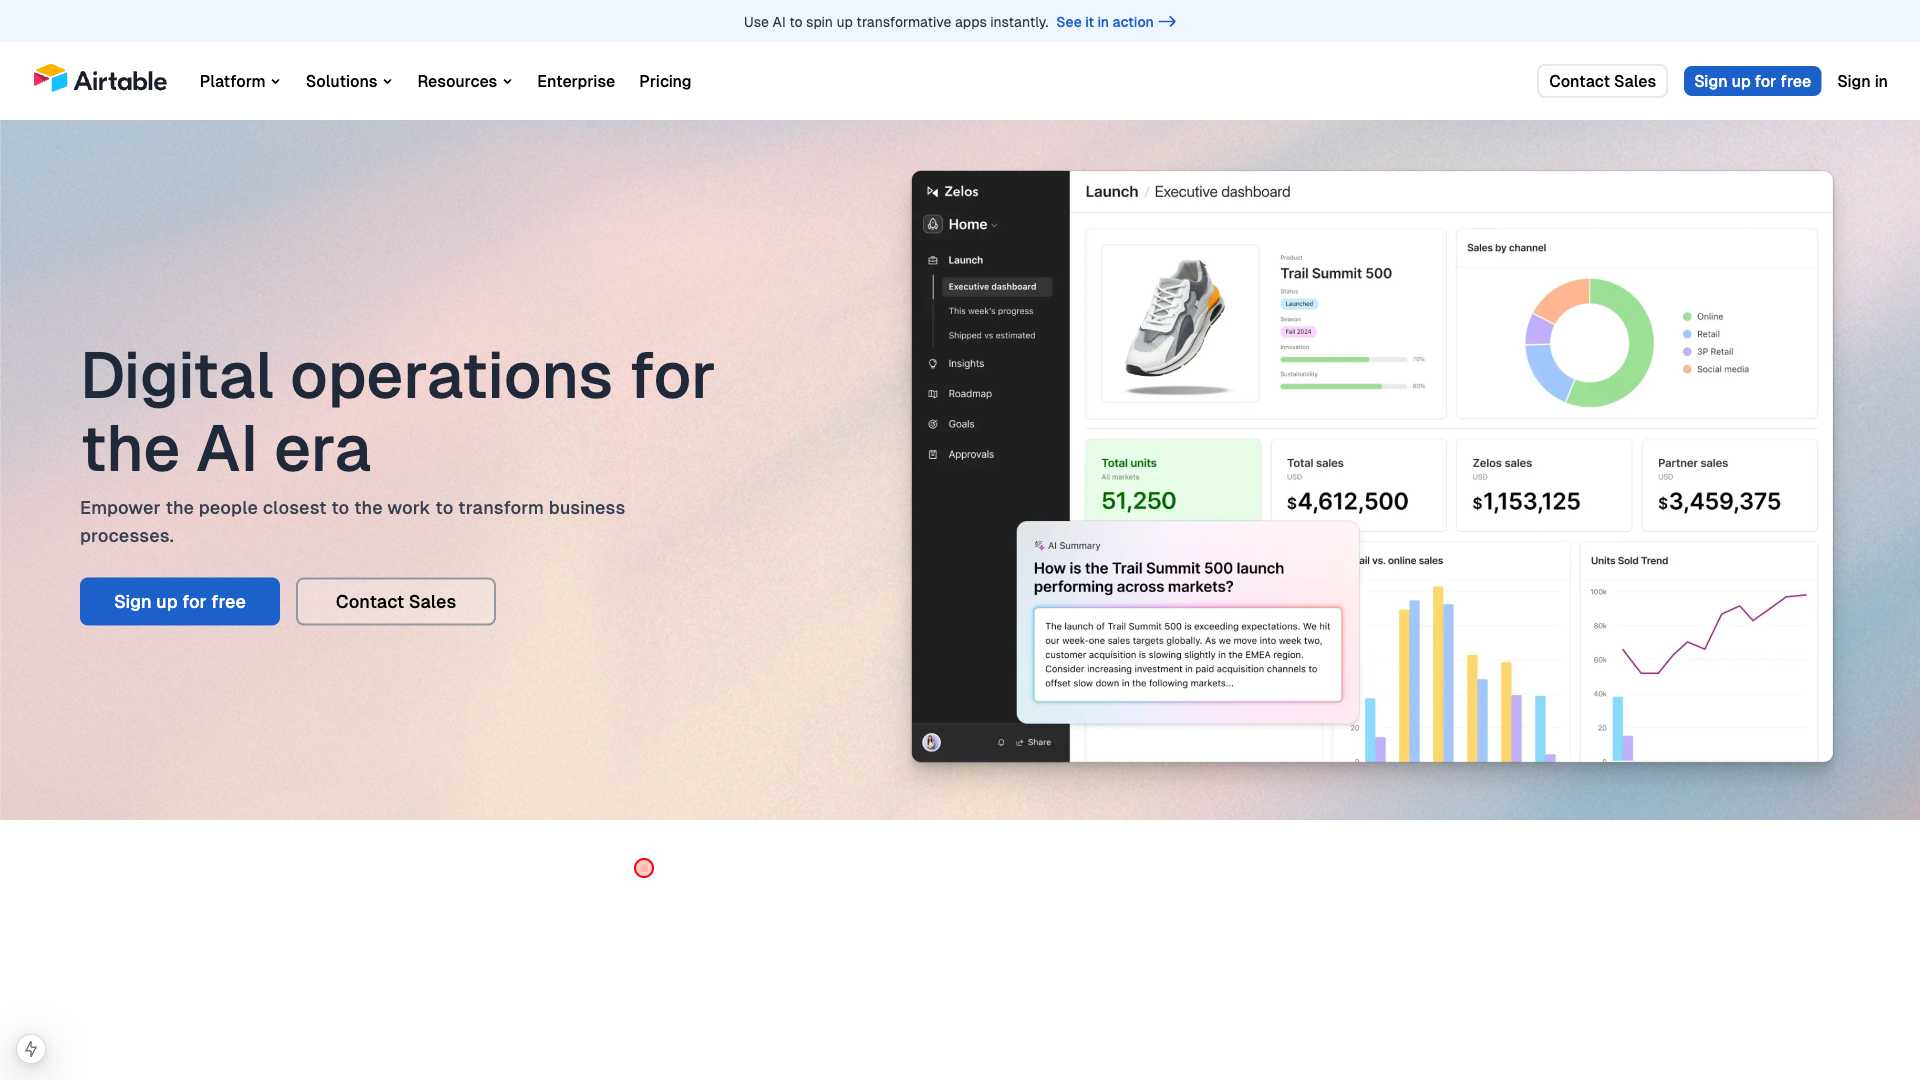 Use AI to spin up transformative apps instantly. See it in action
Airtable
Platform
Solutions
Resources
Enterprise
Pricing
Contact Sales
Sign up for free
Sign in
Digital operations for
the AI era
Empower the people closest to the work to transform business
processes.
Sign up for free
Contact Sales
Zelos
Home
Launch
Executive dashboard
This week's progress
Shipped vs estimated
Insights
Roadmap
Goals
Approvals
Share
Launch / Executive dashboard
Product
Trail Summit 500
Status
Launched
Season
Fall 2024
Innovation
70%
Sustainability
80%
Sales by channel
Online
Retail
3P Retail
Social media
Total units
All markets
51,250
Total sales
USD
$4,612,500
Zelos sales
USD
$1,153,125
Partner sales
USD
$3,459,375
AI Summary
How is the Trail Summit 500 launch
performing across markets?
The launch of Trail Summit 500 is exceeding expectations. We hit
our week-one sales targets globally. As we move into week two,
customer acquisition is slowing slightly in the EMEA region.
Consider increasing investment in paid acquisition channels to
offset slow down in the following markets...
ail vs. online sales
20
0
Units Sold Trend
100k
80k
60k
40k
20
0